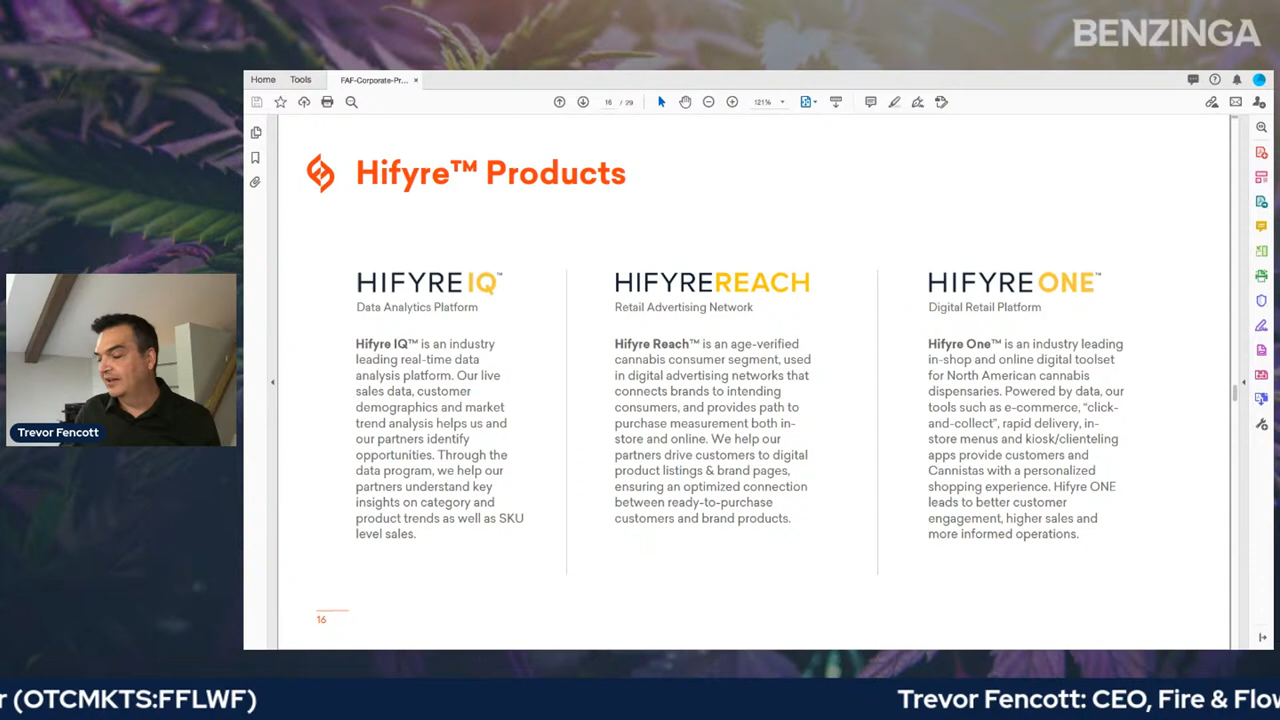 BENZINGA
Home Tools FAF-Corporate-Pr... ×
16 / 29 121%
Hifyre™ Products
HIFYRE IQ™
Data Analytics Platform
Hifyre IQ™ is an industry
leading real-time data
analysis platform. Our live
sales data, customer
demographics and market
trend analysis helps us and
our partners identify
opportunities. Through the
data program, we help our
partners understand key
insights on category and
product trends as well as SKU
level sales.
HIFYREREACH
Retail Advertising Network
Hifyre Reach™ is an age-verified
cannabis consumer segment, used
in digital advertising networks that
connects brands to intending
consumers, and provides path to
purchase measurement both in-
store and online. We help our
partners drive customers to digital
product listings & brand pages,
ensuring an optimized connection
between ready-to-purchase
customers and brand products.
HIFYRE ONE™
Digital Retail Platform
Hifyre One™ is an industry leading
in-shop and online digital toolset
for North American cannabis
dispensaries. Powered by data, our
tools such as e-commerce, “click-
and-collect”, rapid delivery, in-
store menus and kiosk/clienteling
apps provide customers and
Cannistas with a personalized
shopping experience. Hifyre ONE
leads to better customer
engagement, higher sales and
more informed operations.
16
Trevor Fencott
r (OTCMKTS:FFLWF)
Trevor Fencott: CEO, Fire & Flow